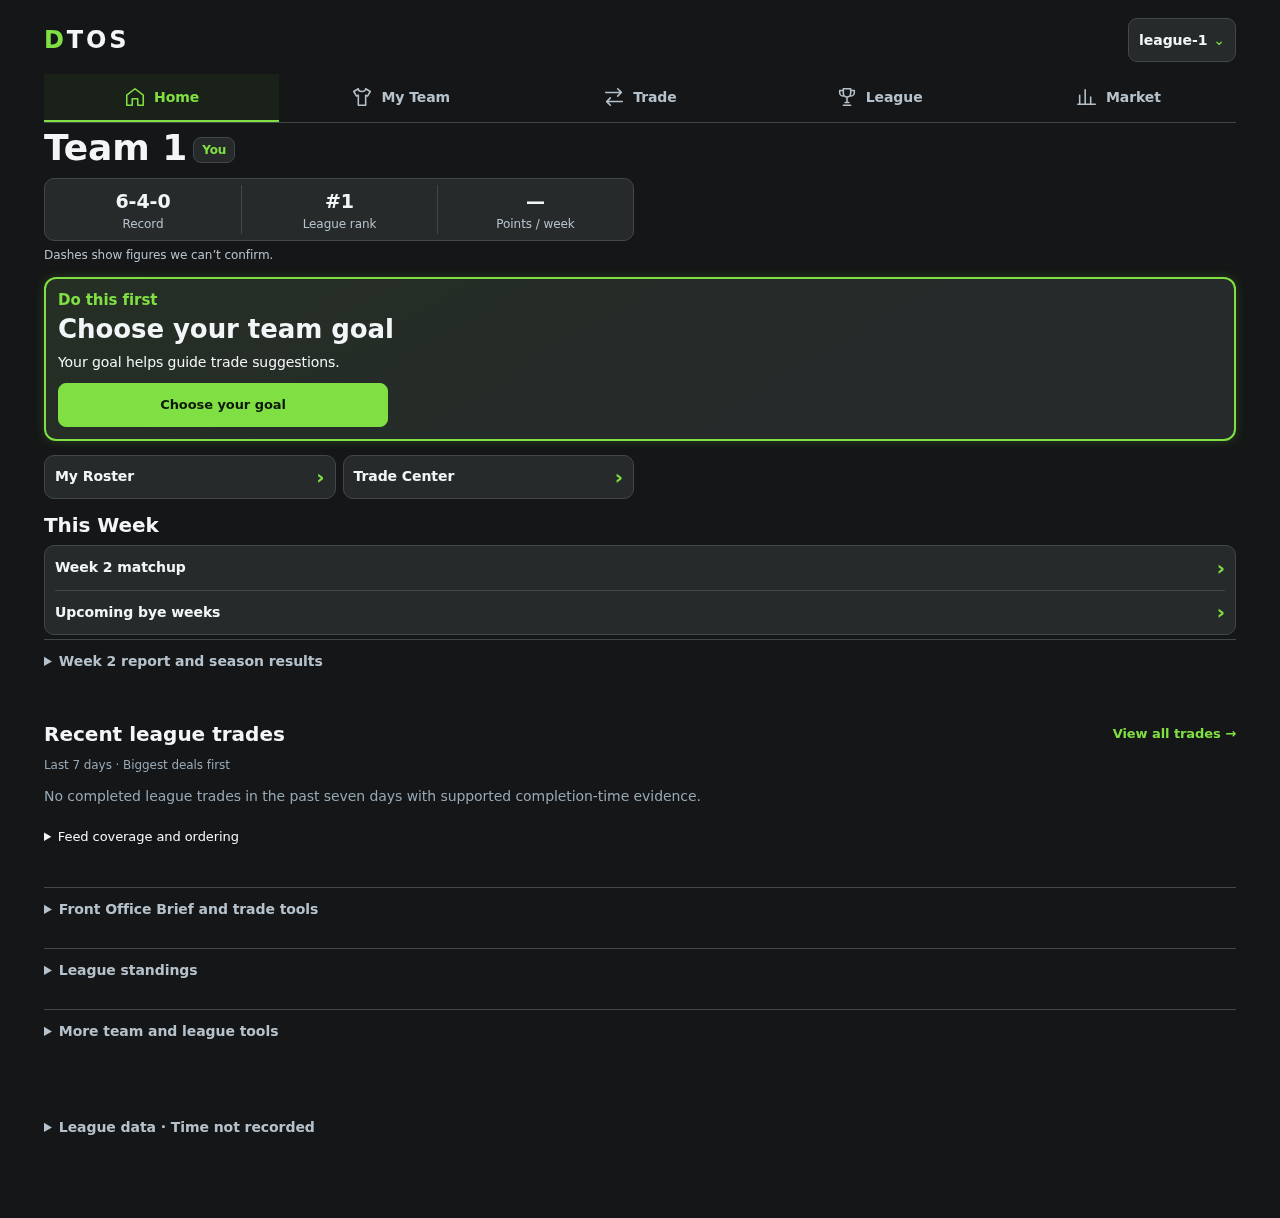 DTOS
league-1
Home
My Team
Trade
League
Market
Team 1 You
6-4-0
Record
#1
League rank
—
Points / week
Dashes show figures we can’t confirm.
Do this first
Choose your team goal
Your goal helps guide trade suggestions.
Choose your goal
My Roster
Trade Center
This Week
Week 2 matchup
Upcoming bye weeks
Week 2 report and season results
Recent league trades
View all trades →
Last 7 days · Biggest deals first
No completed league trades in the past seven days with supported completion-time evidence.
Feed coverage and ordering
Front Office Brief and trade tools
League standings
More team and league tools
League data · Time not recorded